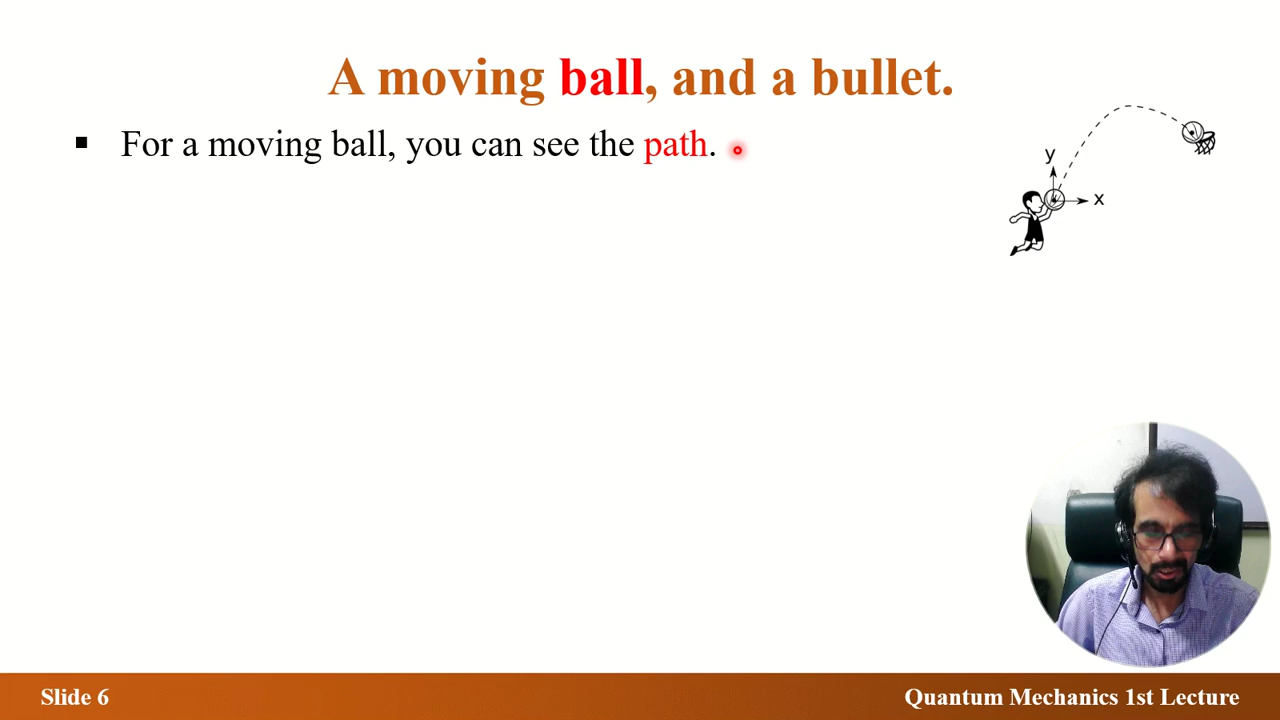 A moving ball, and a bullet.
▪ For a moving ball, you can see the path.
y
x
Slide 6
Quantum Mechanics 1st Lecture